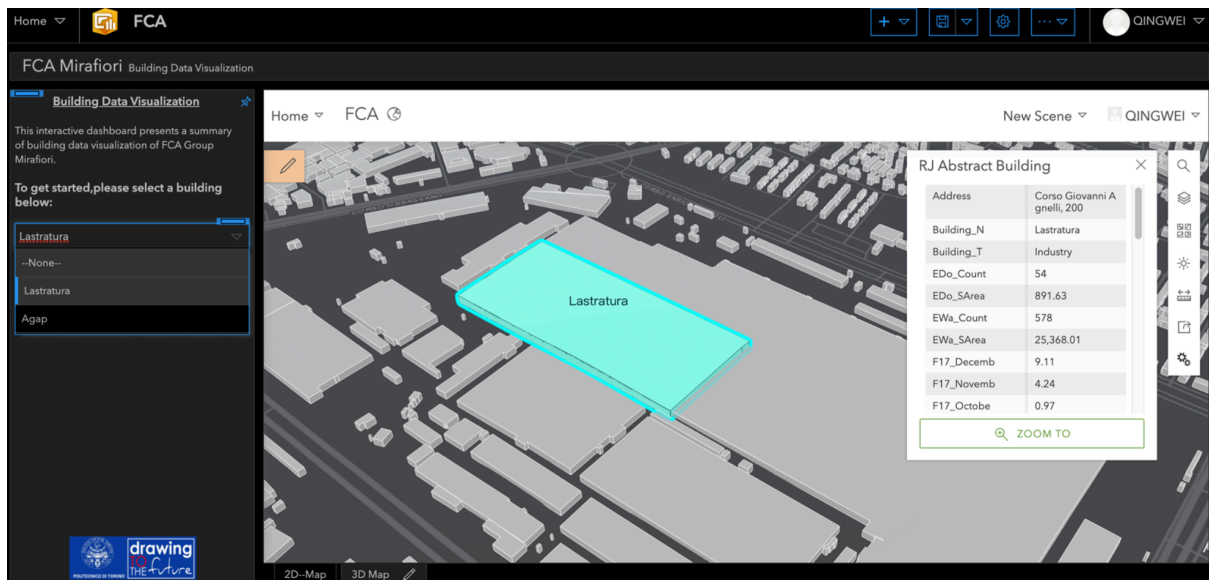 Home
FCA
QINGWEI
FCA Mirafiori Building Data Visualization
Building Data Visualization
This interactive dashboard presents a summary
of building data visualization of FCA Group
Mirafiori.
To get started,please select a building
below:
Lastratura
--None--
Lastratura
Agap
Home
FCA
New Scene
QINGWEI
Lastratura
RJ Abstract Building
Address Corso Giovanni A
gnelli, 200
Building_N Lastratura
Building_T Industry
EDo_Count 54
EDo_SArea 891.63
EWa_Count 578
EWa_SArea 25,368.01
F17_Decemb 9.11
F17_Novemb 4.24
F17_Octobe 0.97
ZOOM TO
POLITECNICO DI TORINO
drawing
TO
THE future
2D--Map
3D Map